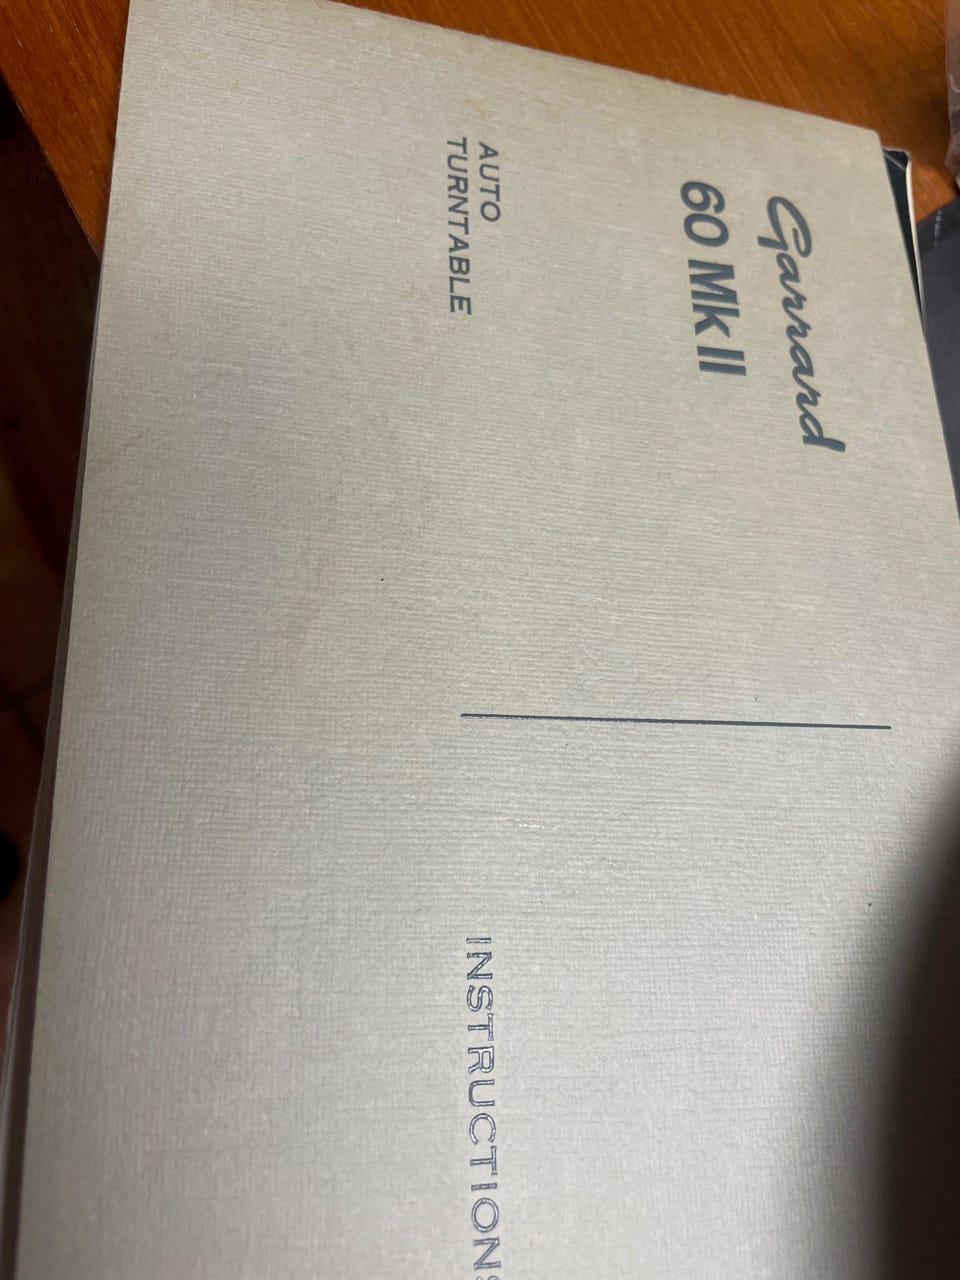 Garrard
60 Mk II
AUTO
TURNTABLE
INSTRUCTIONS